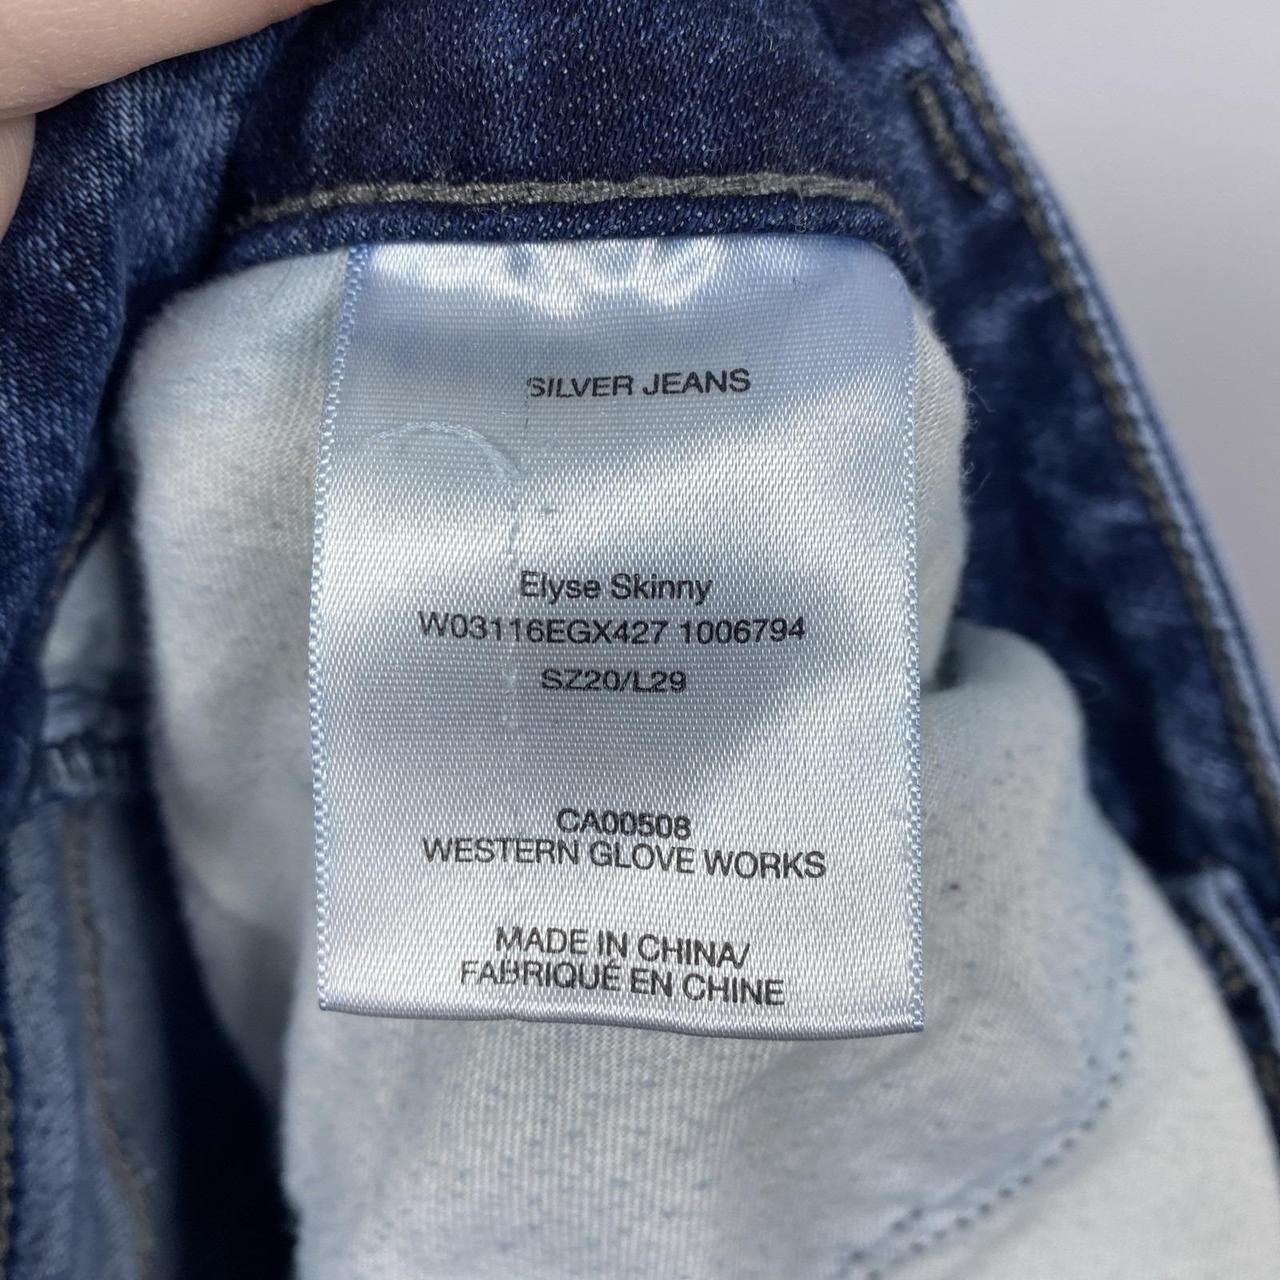 SILVER JEANS
Elyse Skinny
W03116EGX427 1006794
SZ20/L29
CA00508
WESTERN GLOVE WORKS
MADE IN CHINA/
FABRIQUÉ EN CHINE